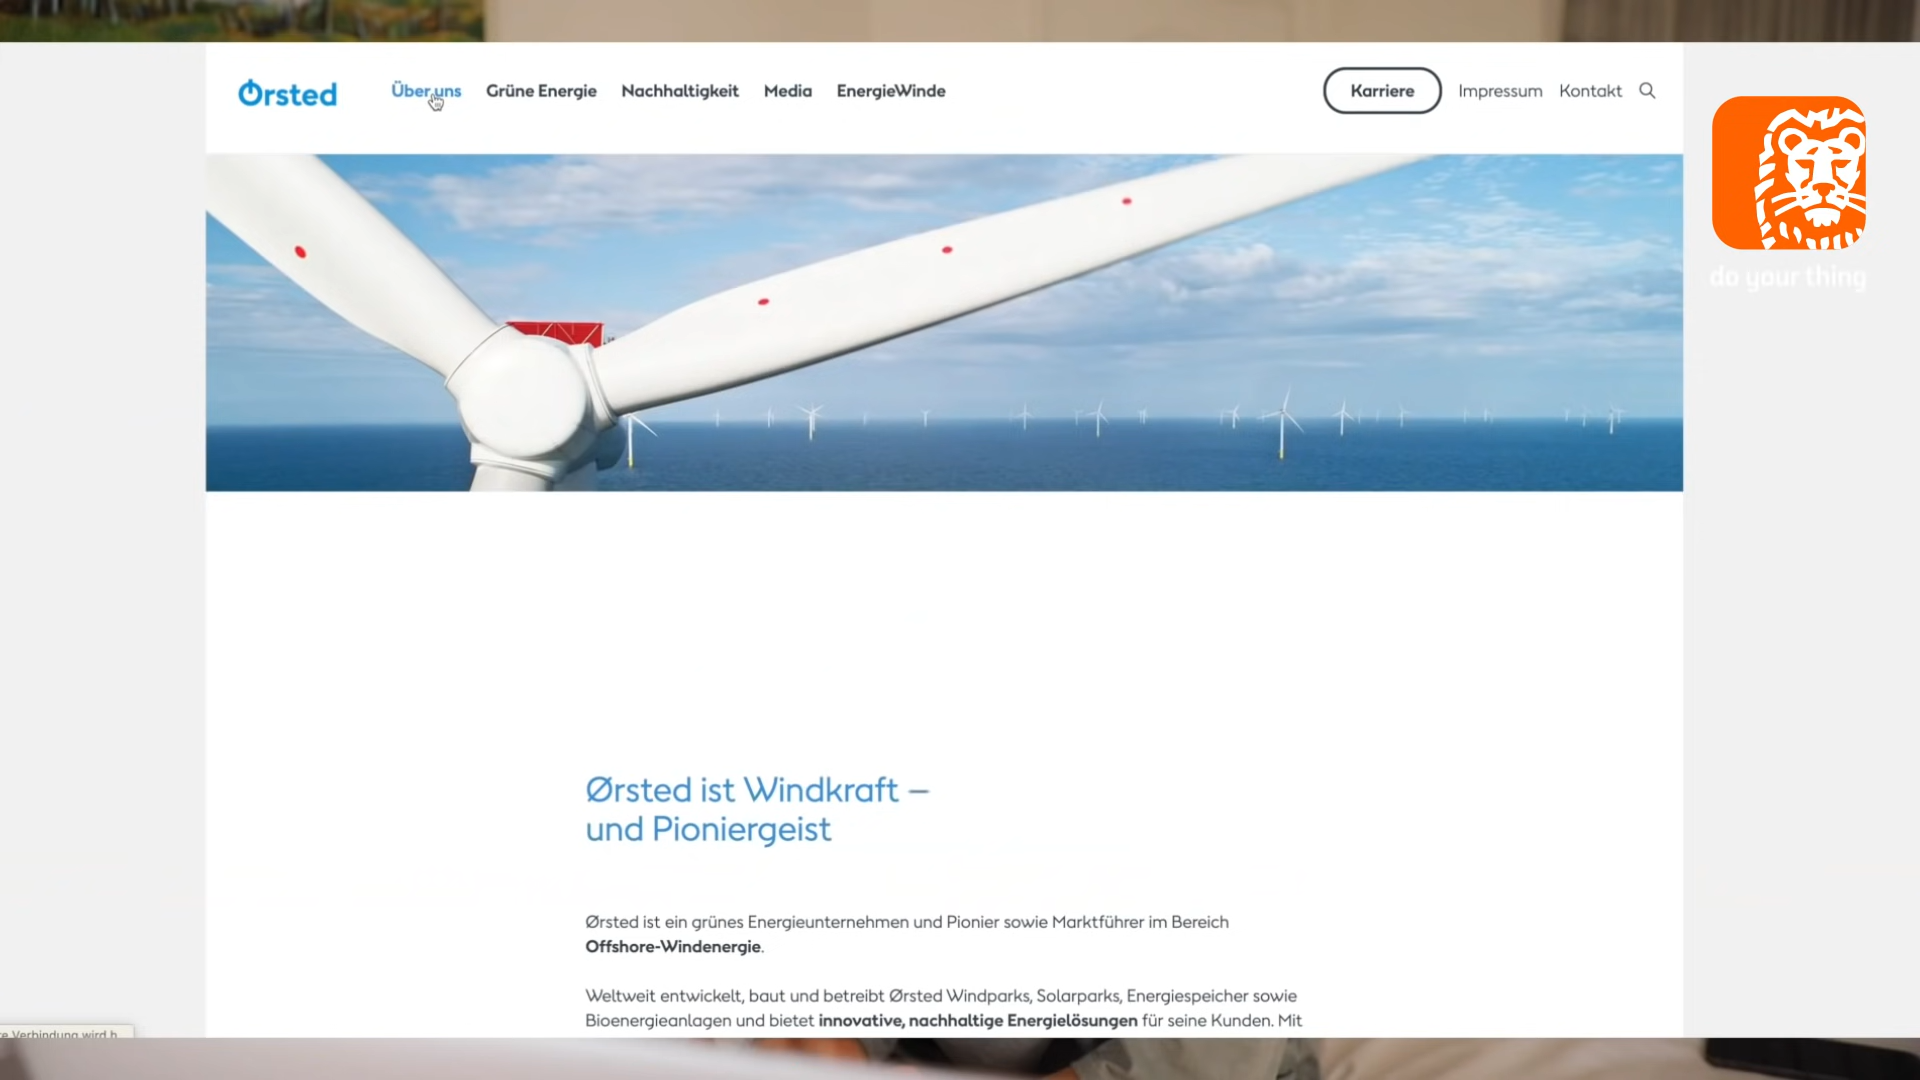 Ørsted
Über uns
Grüne Energie
Nachhaltigkeit
Media
EnergieWinde
Karriere
Impressum
Kontakt
do your thing
Ørsted ist Windkraft –
und Pioniergeist
Ørsted ist ein grünes Energieunternehmen und Pionier sowie Marktführer im Bereich
Offshore-Windenergie.
Weltweit entwickelt, baut und betreibt Ørsted Windparks, Solarparks, Energiespeicher sowie
Bioenergieanlagen und bietet innovative, nachhaltige Energielösungen für seine Kunden. Mit
Verbindung wird